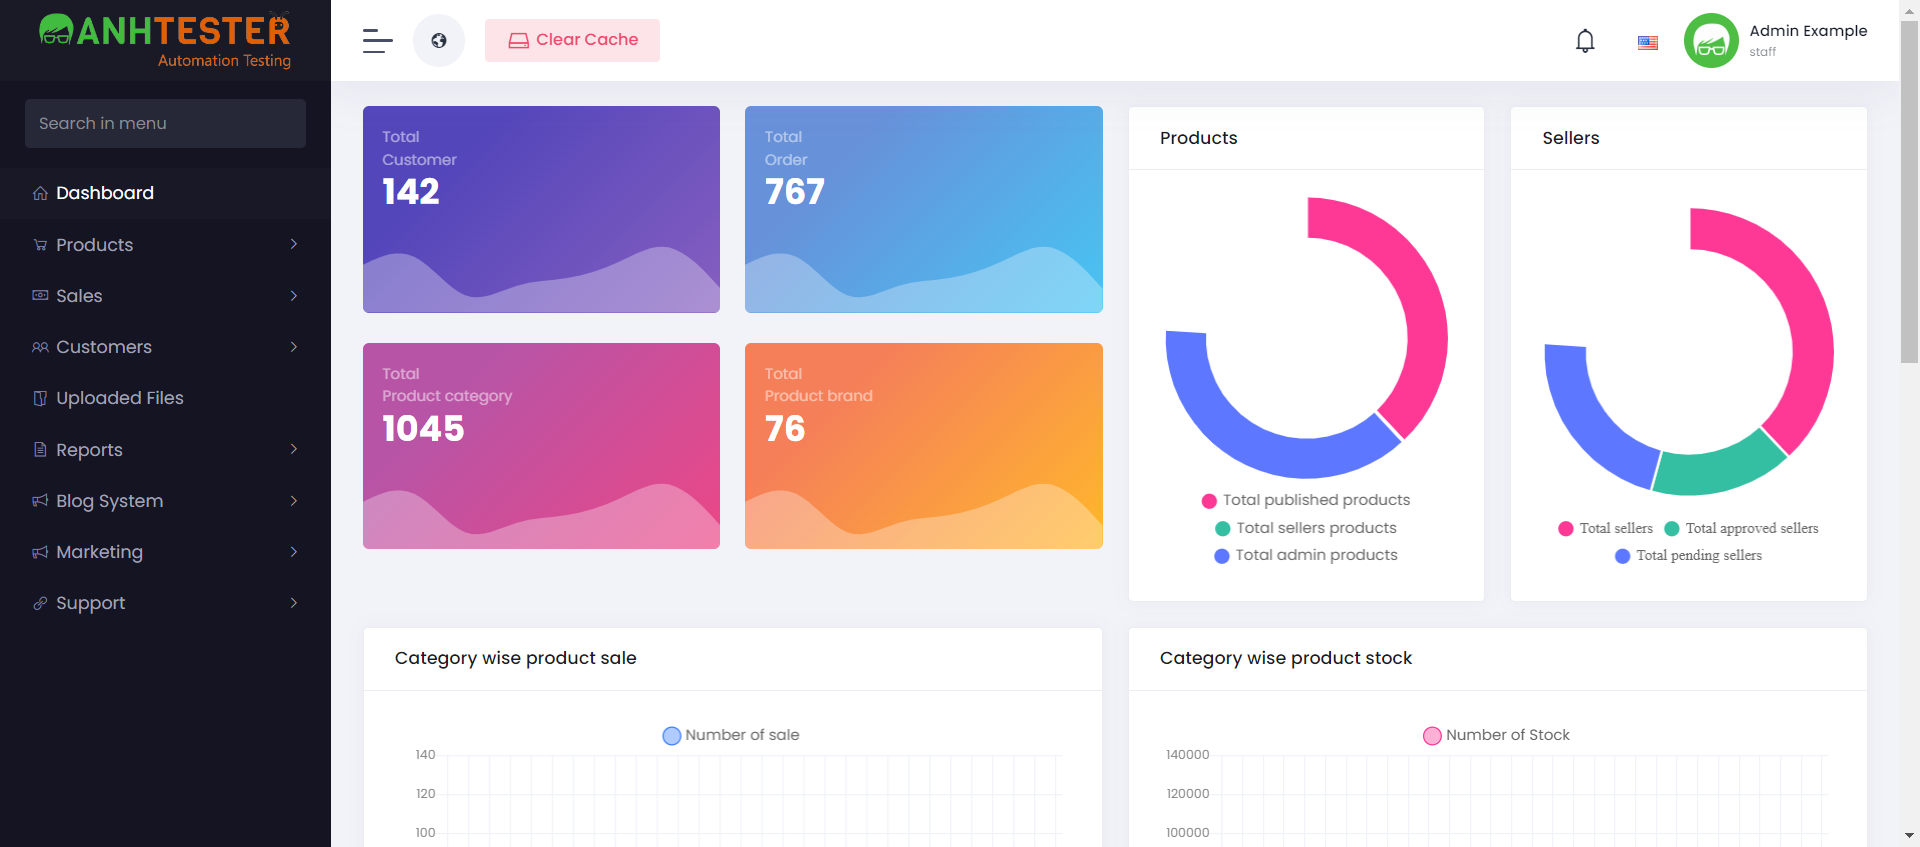 ANHTESTER
Automation Testing
Search in menu
Dashboard
Products
Sales
Customers
Uploaded Files
Reports
Blog System
Marketing
Support
Clear Cache
Admin Example
staff
Total
Customer
142
Total
Order
767
Total
Product category
1045
Total
Product brand
76
Products
Total published products
Total sellers products
Total admin products
Sellers
Total sellers Total approved sellers
Total pending sellers
Category wise product sale
Number of sale
140
120
100
Category wise product stock
Number of Stock
140000
120000
100000